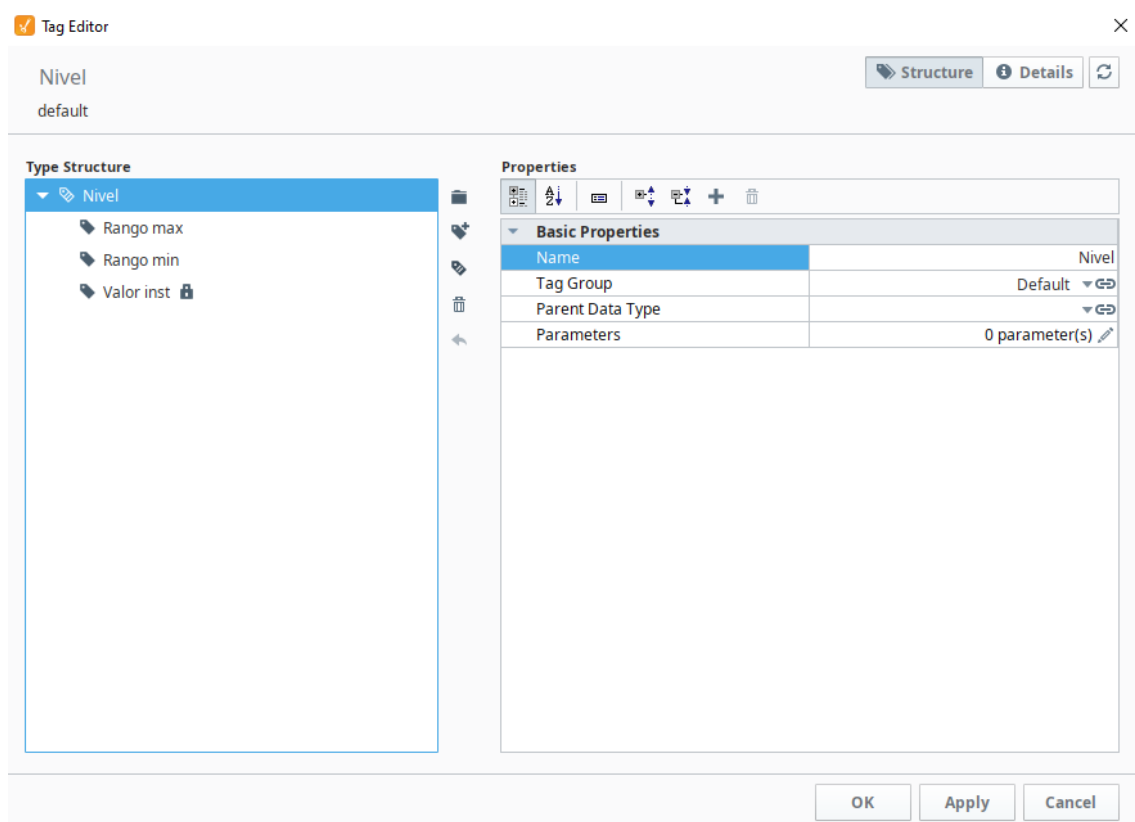 Tag Editor
Nivel
Structure Details
default
Type Structure
Nivel
Rango max
Rango min
Valor inst
Properties
Basic Properties
Name Nivel
Tag Group Default
Parent Data Type
Parameters 0 parameter(s)
OK Apply Cancel